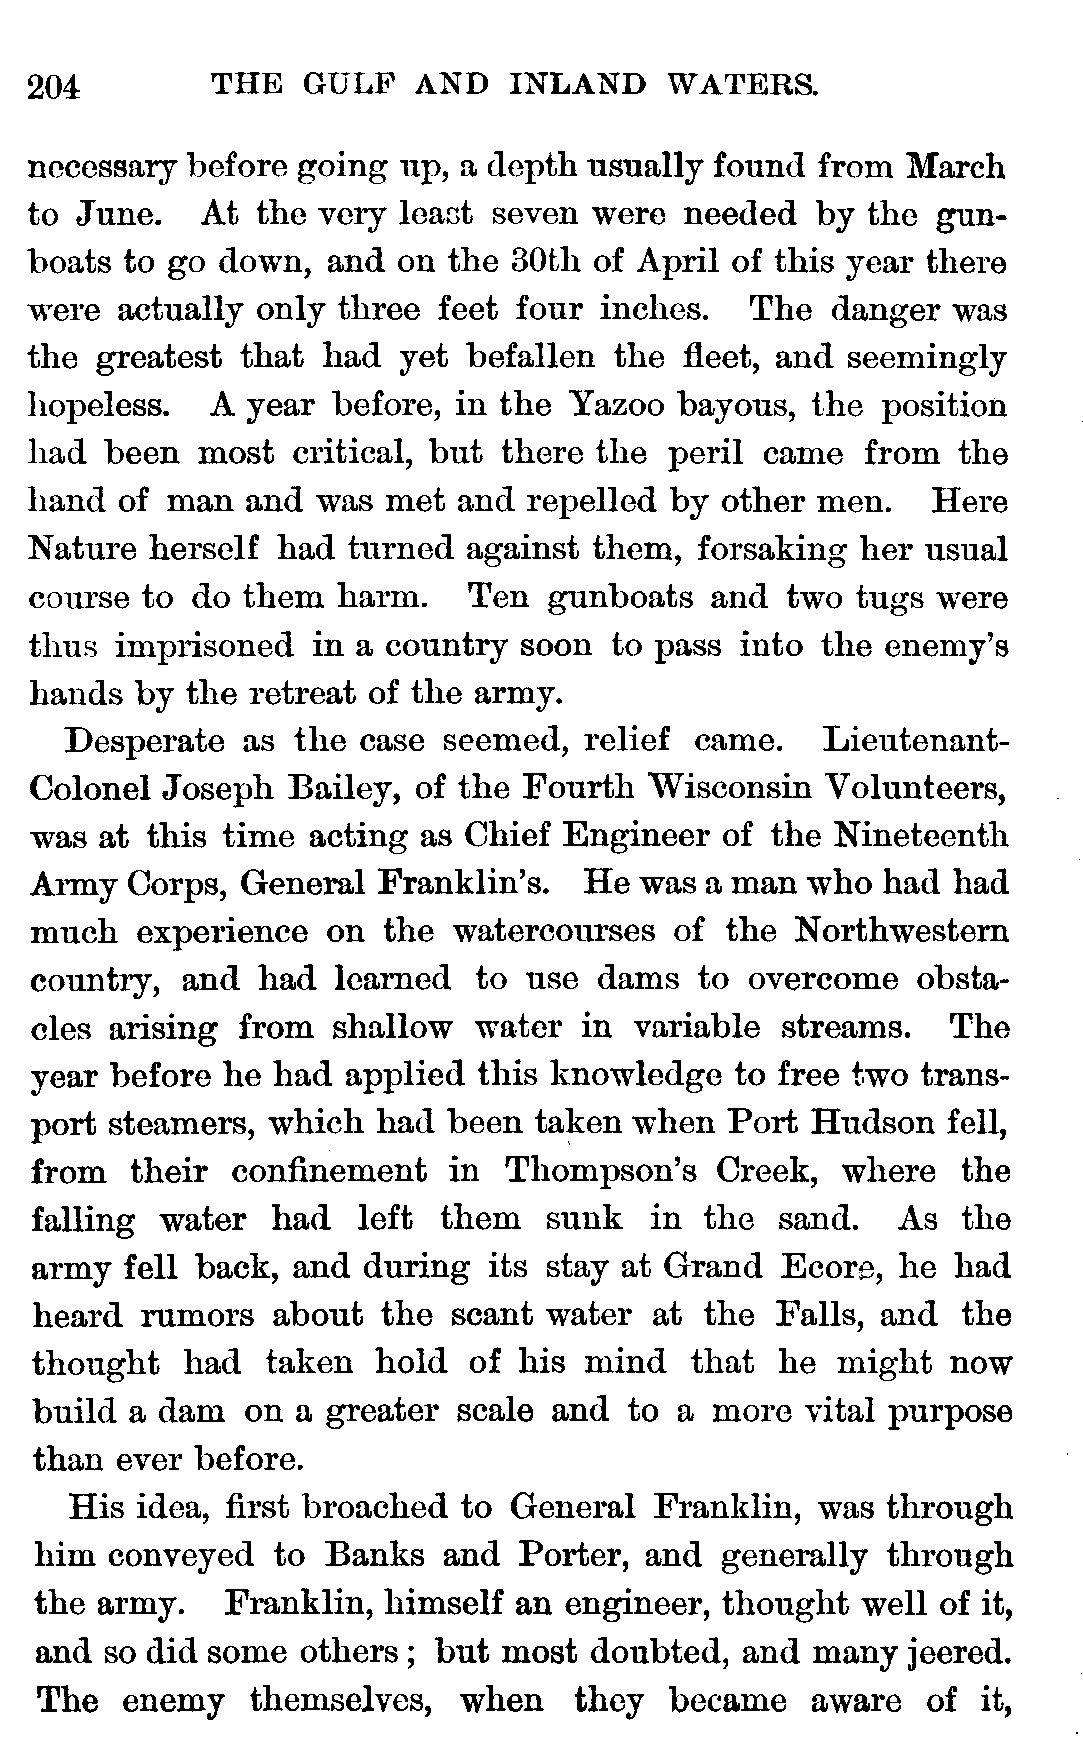 204 THE GULF AND INLAND WATERS.
necessary before going up, a depth usually found from March
to June. At the very least seven were needed by the gun-
boats to go down, and on the 30th of April of this year there
were actually only three feet four inches. The danger was
the greatest that had yet befallen the fleet, and seemingly
hopeless. A year before, in the Yazoo bayous, the position
had been most critical, but there the peril came from the
hand of man and was met and repelled by other men. Here
Nature herself had turned against them, forsaking her usual
course to do them harm. Ten gunboats and two tugs were
thus imprisoned in a country soon to pass into the enemy's
hands by the retreat of the army.
Desperate as the case seemed, relief came. Lieutenant-
Colonel Joseph Bailey, of the Fourth Wisconsin Volunteers,
was at this time acting as Chief Engineer of the Nineteenth
Army Corps, General Franklin's. He was a man who had had
much experience on the watercourses of the Northwestern
country, and had learned to use dams to overcome obsta-
cles arising from shallow water in variable streams. The
year before he had applied this knowledge to free two trans-
port steamers, which had been taken when Port Hudson fell,
from their confinement in Thompson's Creek, where the
falling water had left them sunk in the sand. As the
army fell back, and during its stay at Grand Ecore, he had
heard rumors about the scant water at the Falls, and the
thought had taken hold of his mind that he might now
build a dam on a greater scale and to a more vital purpose
than ever before.
His idea, first broached to General Franklin, was through
him conveyed to Banks and Porter, and generally through
the army. Franklin, himself an engineer, thought well of it,
and so did some others; but most doubted, and many jeered.
The enemy themselves, when they became aware of it,